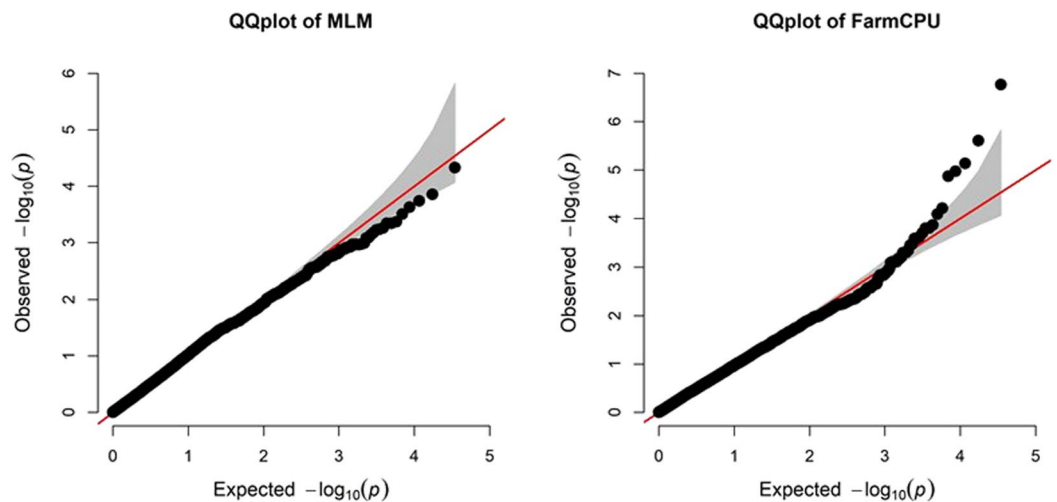 QQplot of MLM
6
5
4
3
2
1
0
Observed −log₁₀(p)
0 1 2 3 4 5
Expected −log₁₀(p)
QQplot of FarmCPU
7
6
5
4
3
2
1
0
Observed −log₁₀(p)
0 1 2 3 4 5
Expected −log₁₀(p)